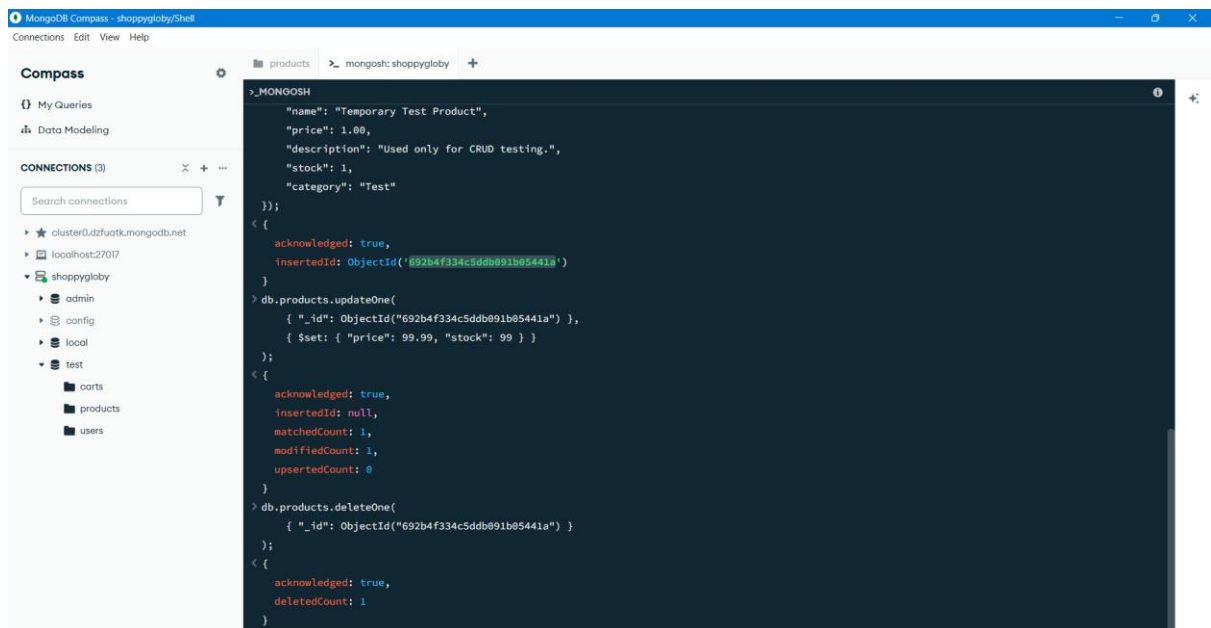 MongoDB Compass - shoppygloby/Shell
Connections Edit View Help
Compass
{} My Queries
Data Modeling
CONNECTIONS (3)
Search connections
cluster0.dzfuatk.mongodb.net
localhost:27017
shoppygloby
admin
config
local
test
carts
products
users
products >_ mongosh: shoppygloby +
>_MONGOSH
"name": "Temporary Test Product",
"price": 1.00,
"description": "Used only for CRUD testing.",
"stock": 1,
"category": "Test"
});
< {
acknowledged: true,
insertedId: ObjectId('692b4f334c5ddb091b05441a')
}
> db.products.updateOne(
{ "_id": ObjectId("692b4f334c5ddb091b05441a") },
{ $set: { "price": 99.99, "stock": 99 } }
);
< {
acknowledged: true,
insertedId: null,
matchedCount: 1,
modifiedCount: 1,
upsertedCount: 0
}
> db.products.deleteOne(
{ "_id": ObjectId("692b4f334c5ddb091b05441a") }
);
< {
acknowledged: true,
deletedCount: 1
}